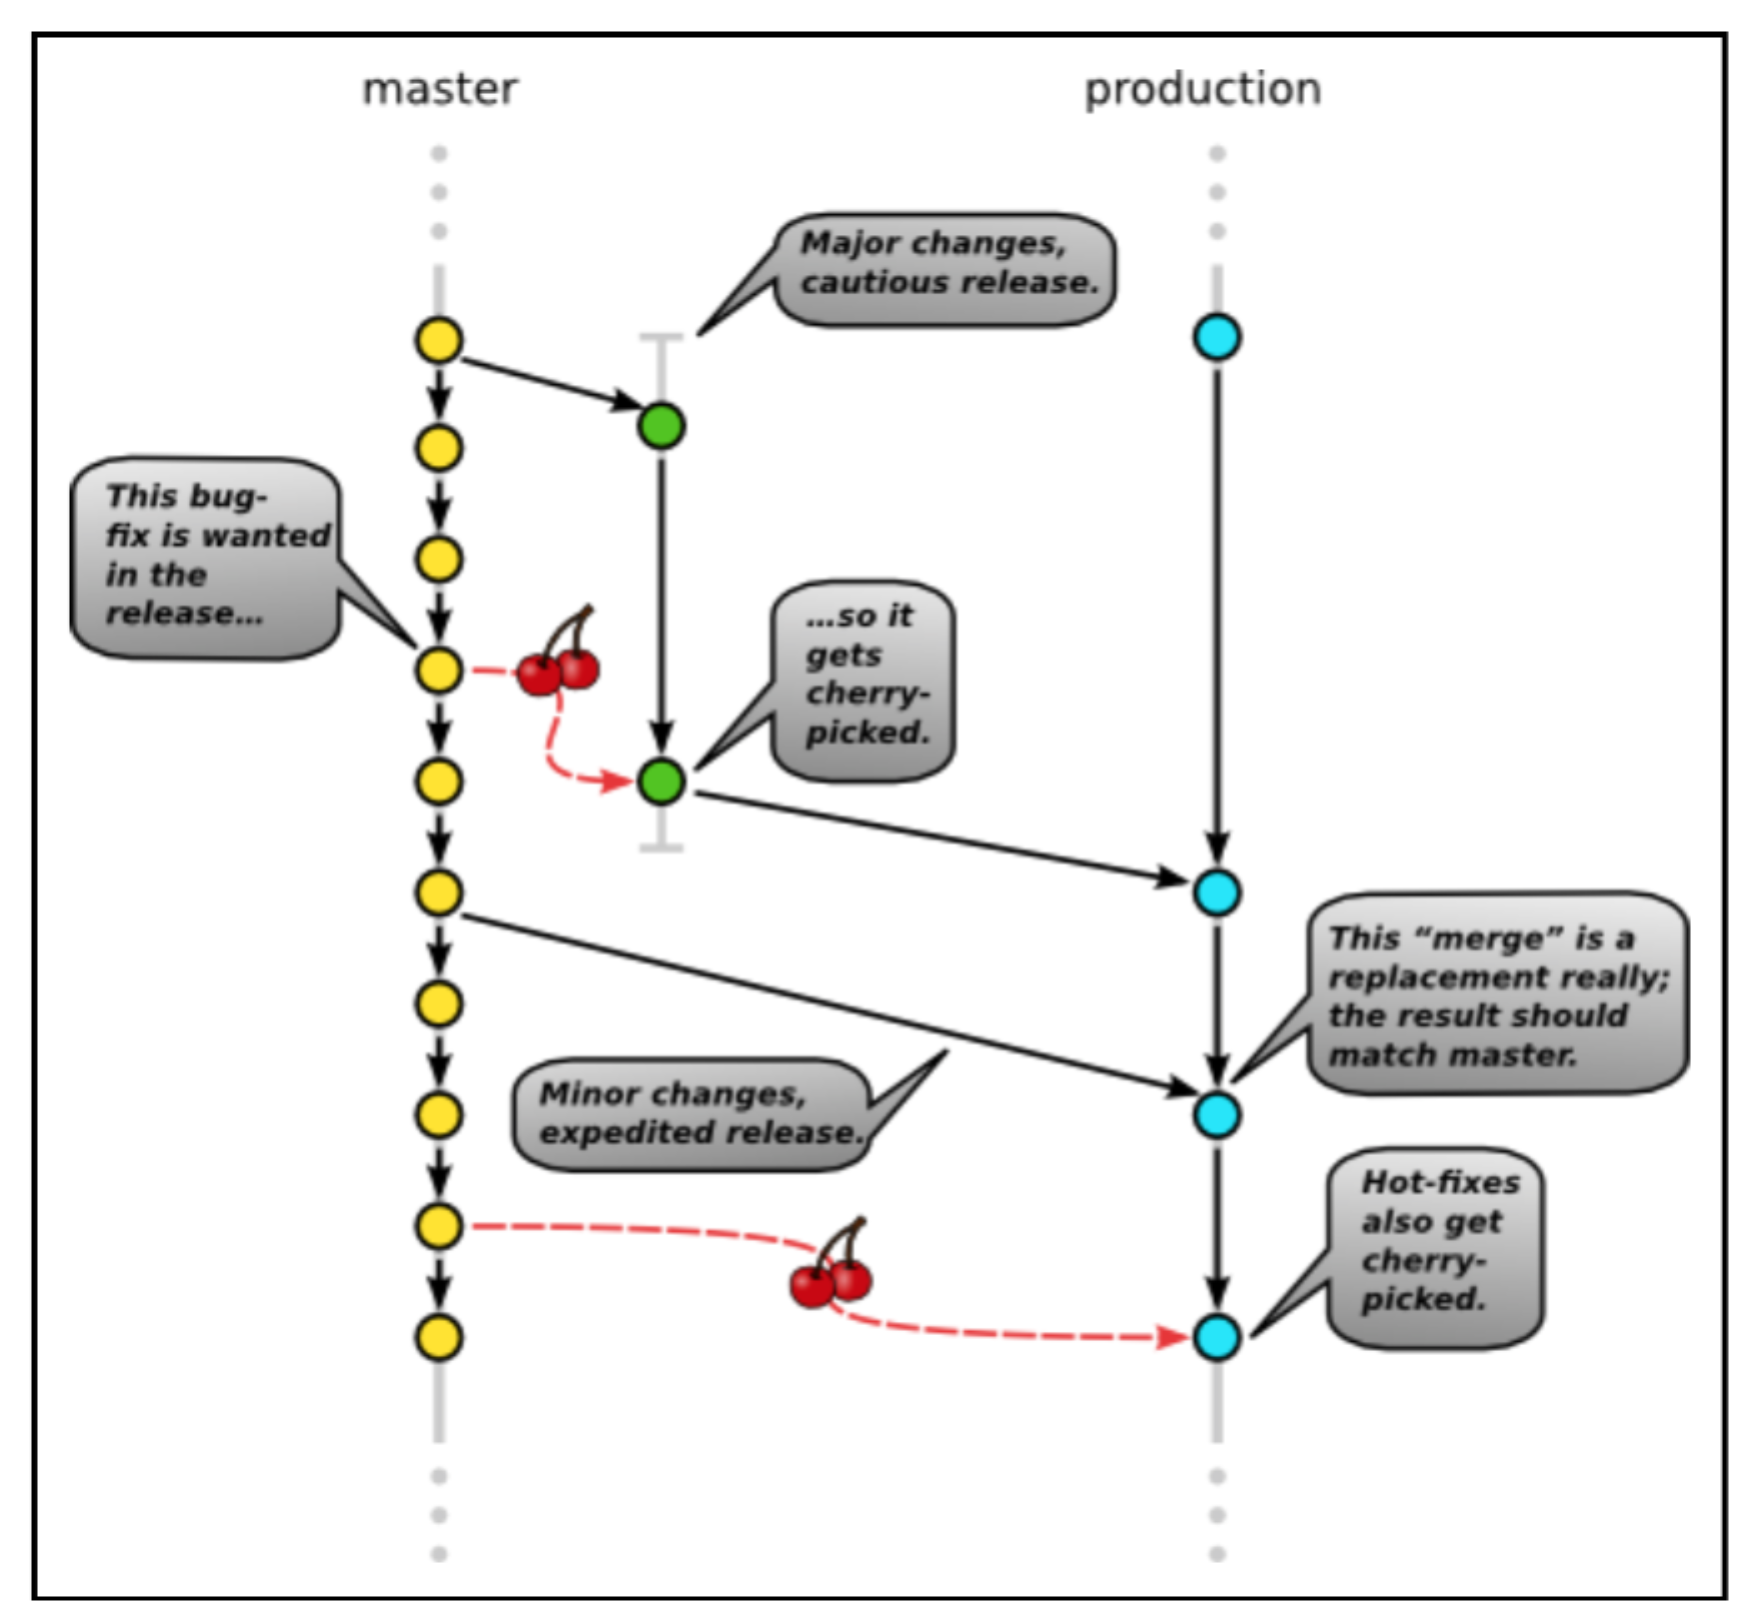 master
production
Major changes,
cautious release.
This bug-
fix is wanted
in the
release…
…so it
gets
cherry-
picked.
This “merge” is a
replacement really;
the result should
match master.
Minor changes,
expedited release.
Hot-fixes
also get
cherry-
picked.